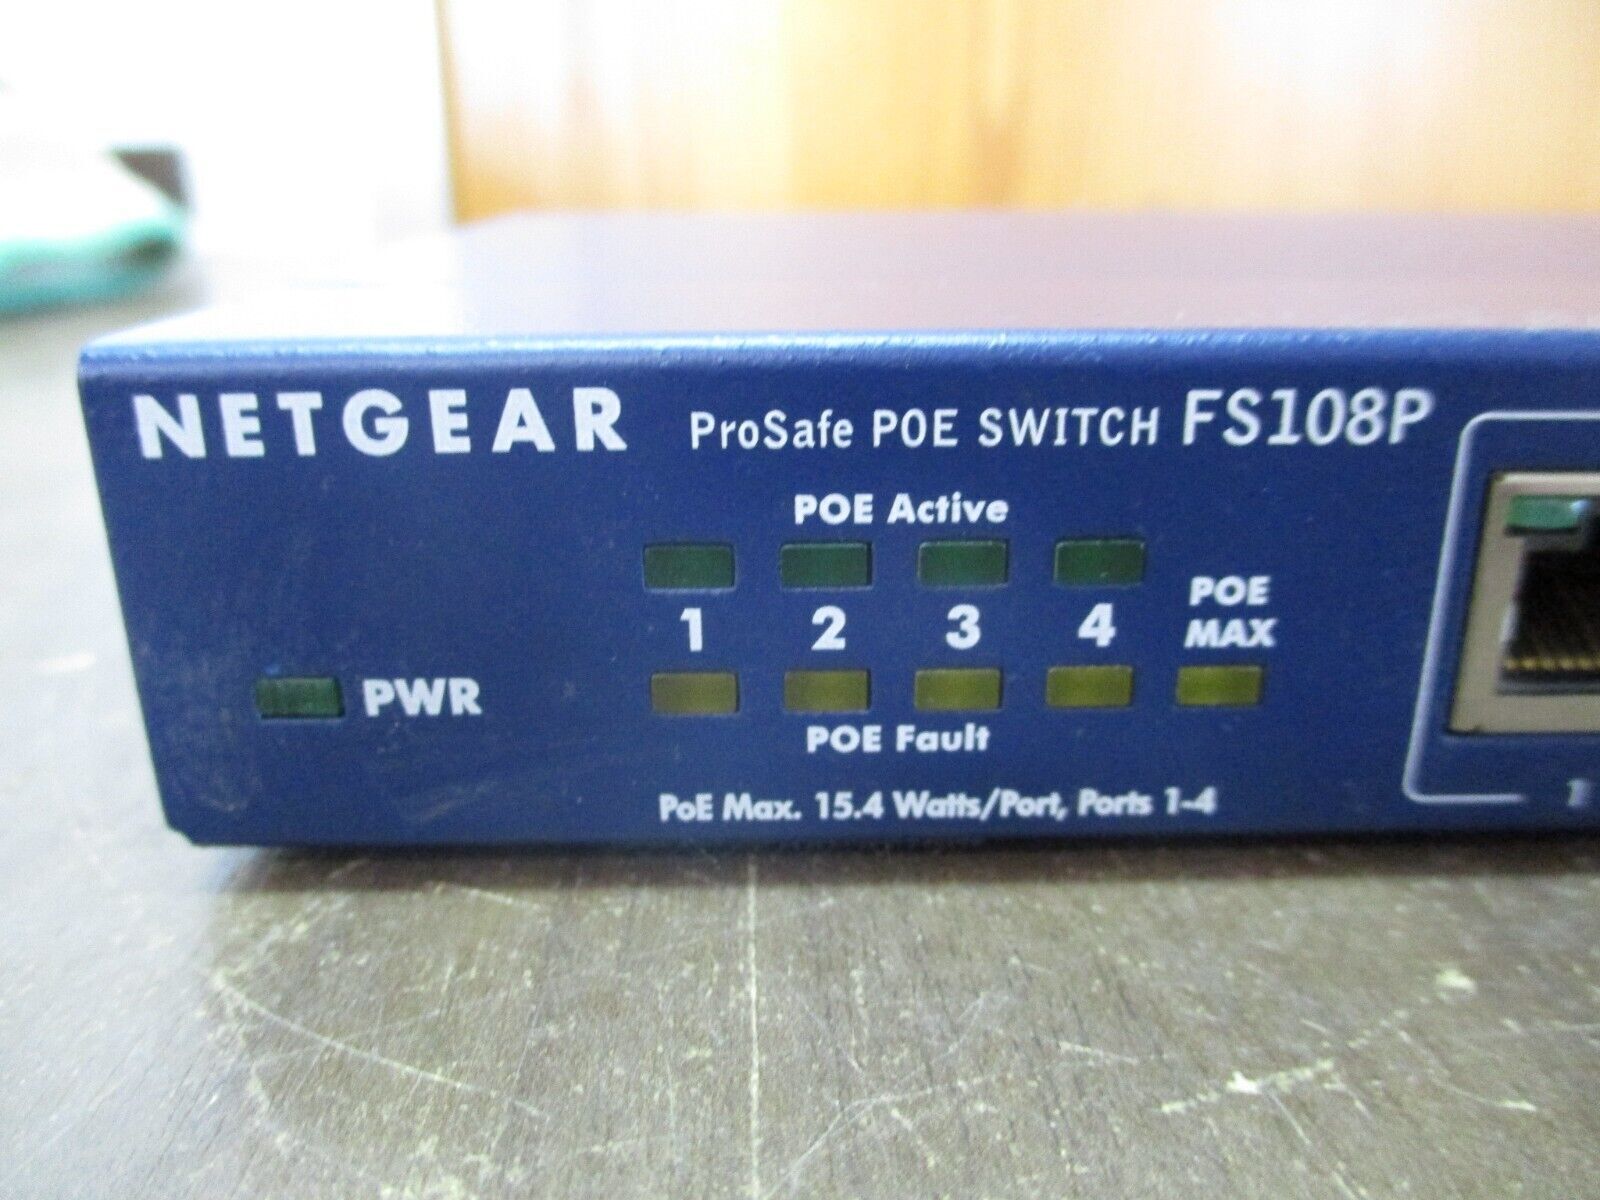 NETGEAR ProSafe POE SWITCH FS108P
POE Active
1 2 3 4
POE
MAX
PWR
POE Fault
PoE Max. 15.4 Watts/Port, Ports 1-4
1